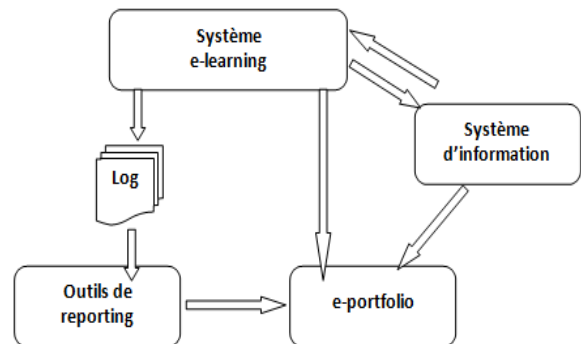 Système
e-learning
Système
d'information
Log
Outils de
reporting
e-portfolio